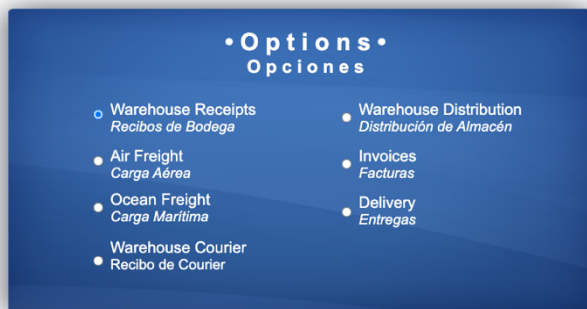 •Options•
Opciones
Warehouse Receipts
Recibos de Bodega
Air Freight
Carga Aérea
Ocean Freight
Carga Marítima
Warehouse Courier
Recibo de Courier
Warehouse Distribution
Distribución de Almacén
Invoices
Facturas
Delivery
Entregas